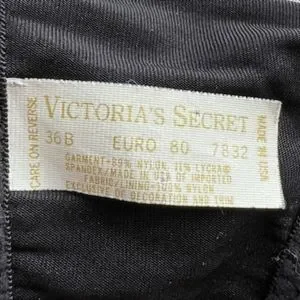 CARE ON REVERSE
VICTORIA'S SECRET
36B EURO 80 7832
GARMENT-89% NYLON, 11% LYCRA®
SPANDEX/MADE IN USA OF IMPORTED
FABRIC/LINING-100% NYLON
EXCLUSIVE OF DECORATION AND TRIM
MADE IN USA